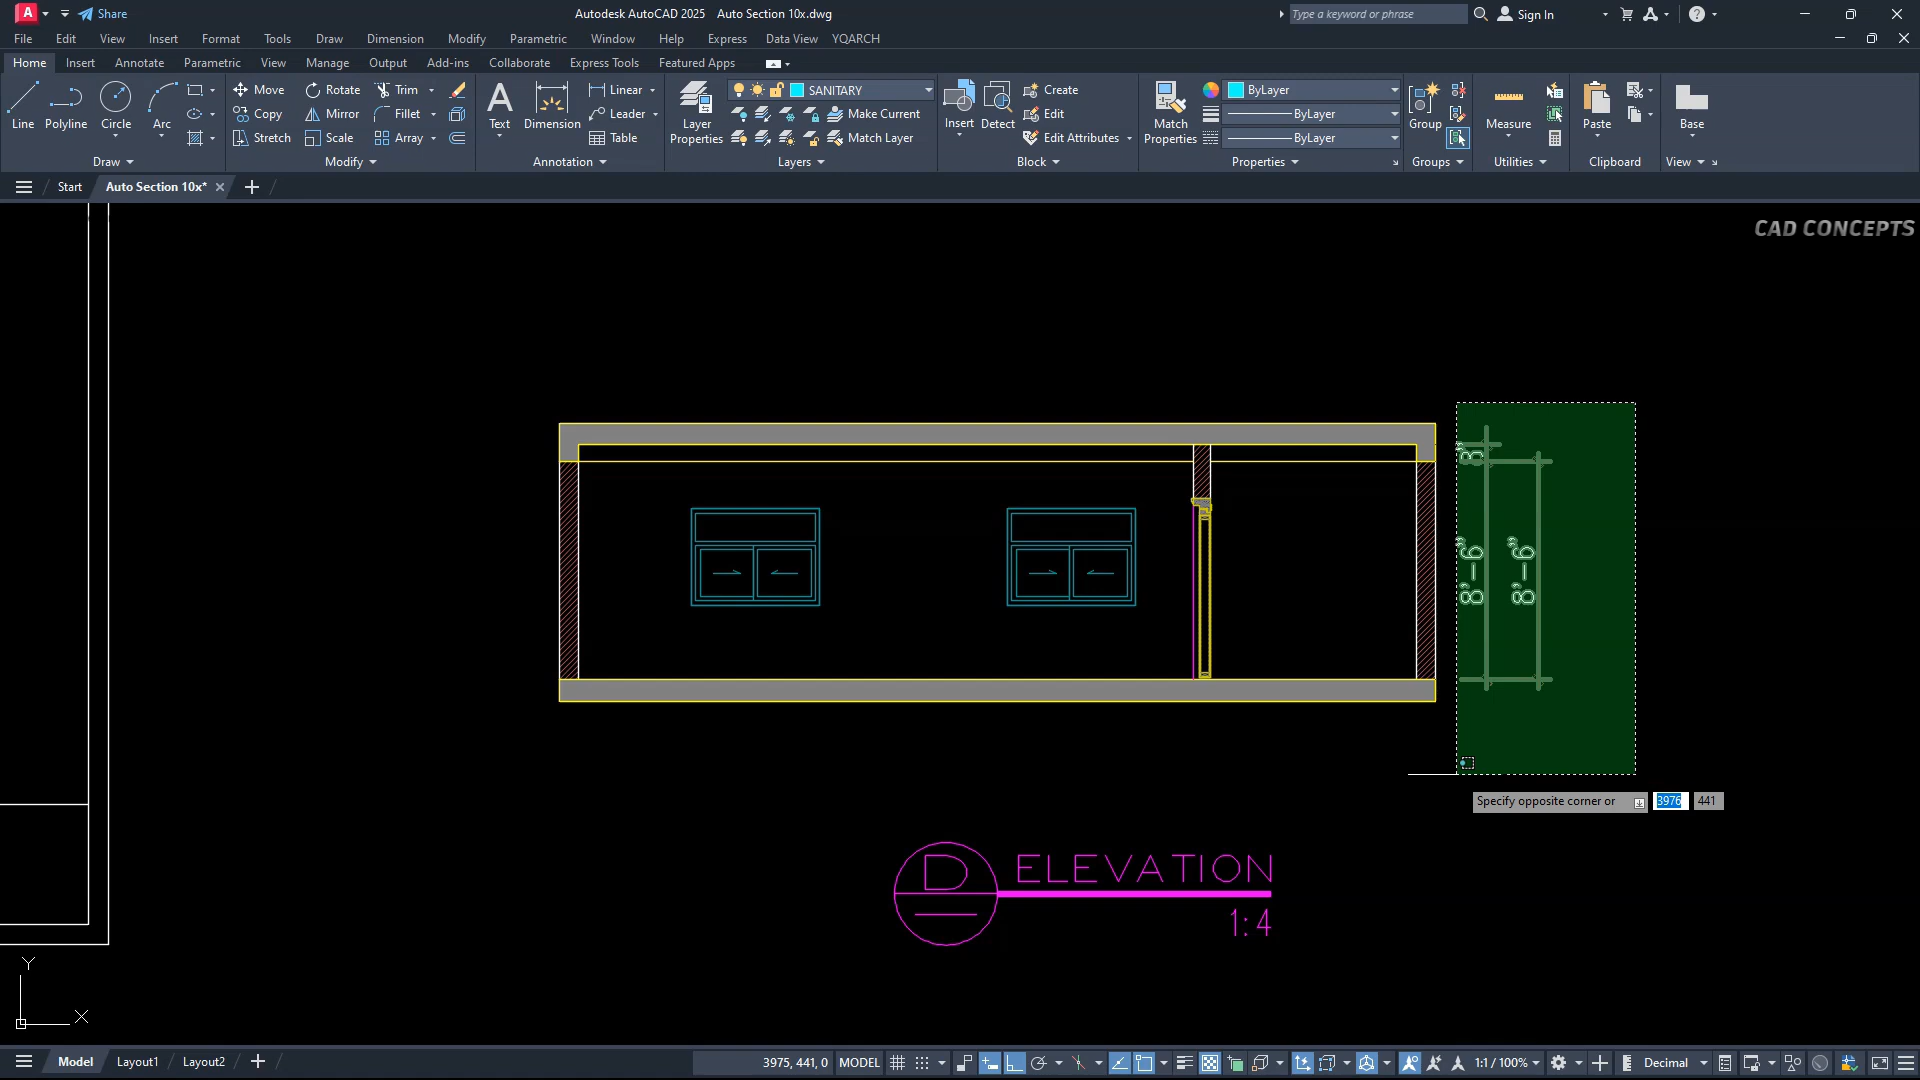 Share
Autodesk AutoCAD 2025 Auto Section 10x.dwg
Type a keyword or phrase
Sign In
File Edit View Insert Format Tools Draw Dimension Modify Parametric Window Help Express Data View YQARCH
Home Insert Annotate Parametric View Manage Output Add-ins Collaborate Express Tools Featured Apps
Line Polyline Circle Arc
Move Rotate Trim
Copy Mirror Fillet
Stretch Scale Array
Text Dimension
Linear
Leader
Table
Layer Properties
SANITARY
Make Current
Match Layer
Insert Detect
Create
Edit
Edit Attributes
Match Properties
ByLayer
ByLayer
ByLayer
Group Measure Paste Base
Draw Modify Annotation Layers Block Properties Groups Utilities Clipboard View
Start Auto Section 10x*
CAD CONCEPTS
8'-6"
8'-6"
Specify opposite corner or 3976 441
D ELEVATION
1:4
Y
X
Model Layout1 Layout2
3975, 441, 0 MODEL 1:1 / 100% Decimal